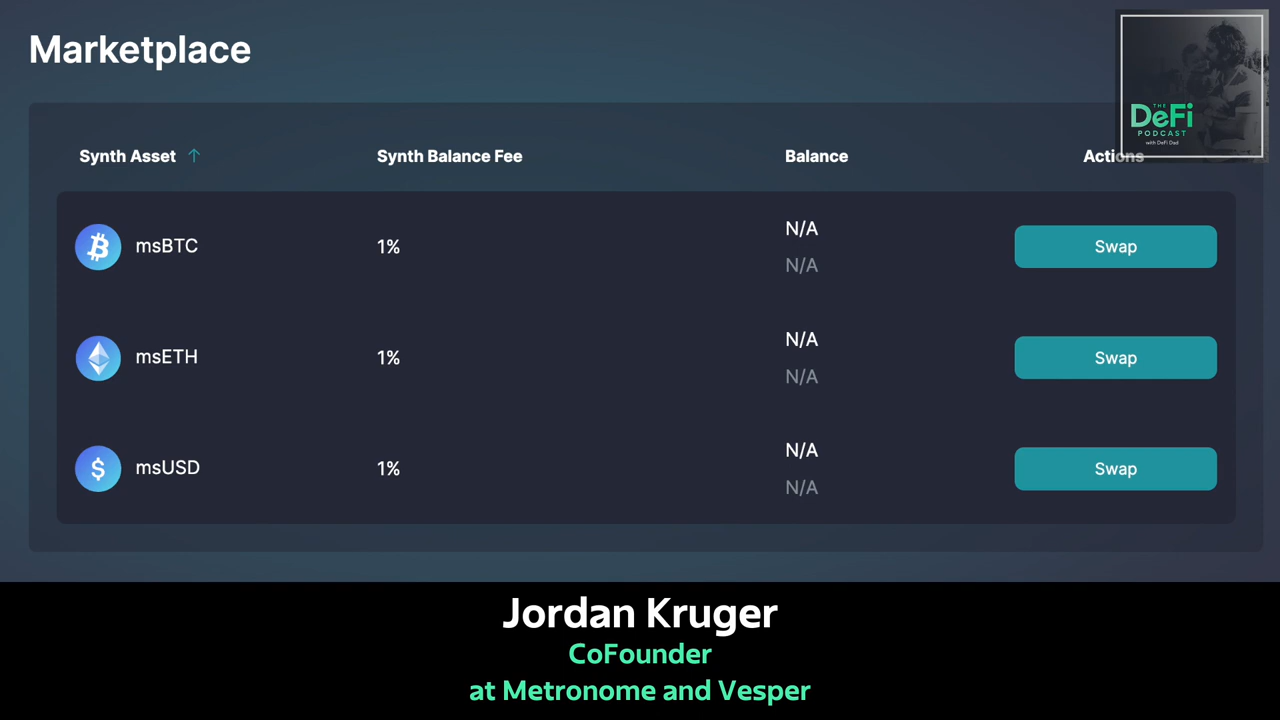 Marketplace
THE
DeFi
PODCAST
with DeFi Dad
Synth Asset ↑
Synth Balance Fee
Balance
Actions
msBTC
1%
N/A
N/A
Swap
msETH
1%
N/A
N/A
Swap
msUSD
1%
N/A
N/A
Swap
Jordan Kruger
CoFounder
at Metronome and Vesper